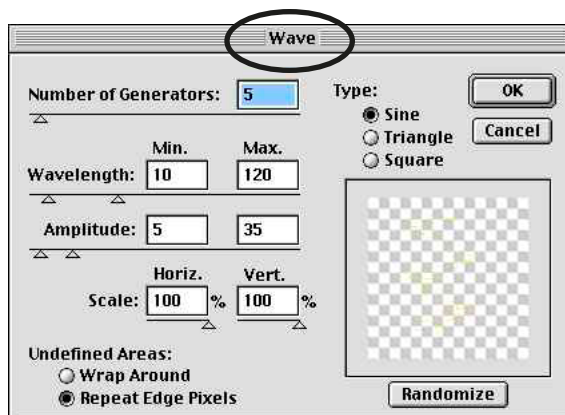 Wave
Number of Generators: 5
Min. Max.
Wavelength: 10 120
Amplitude: 5 35
Horiz. Vert.
Scale: 100 % 100 %
Undefined Areas:
Wrap Around
Repeat Edge Pixels
Type:
Sine
Triangle
Square
OK
Cancel
Randomize